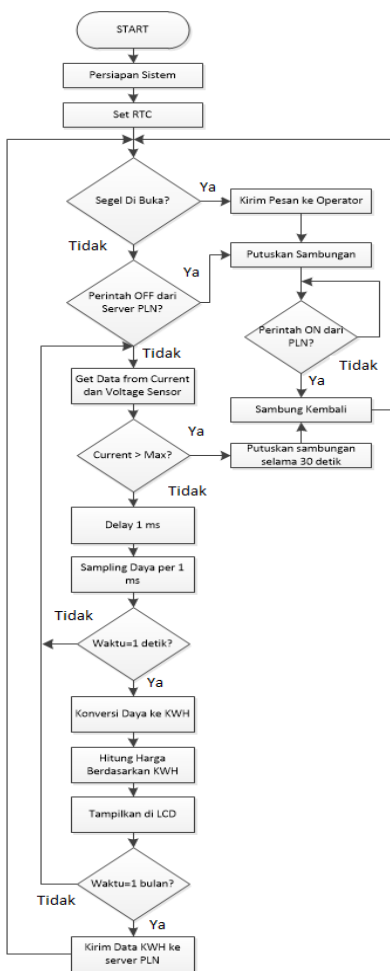 START
Persiapan Sistem
Set RTC
Segel Di Buka?
Ya
Kirim Pesan ke Operator
Tidak
Putuskan Sambungan
Perintah OFF dari
Server PLN?
Ya
Perintah ON dari
PLN?
Tidak
Tidak
Ya
Get Data from Current
dan Voltage Sensor
Sambung Kembali
Current > Max?
Ya
Putuskan sambungan
selama 30 detik
Tidak
Delay 1 ms
Sampling Daya per 1
ms
Tidak
Waktu=1 detik?
Ya
Konversi Daya ke KWH
Hitung Harga
Berdasarkan KWH
Tampilkan di LCD
Waktu=1 bulan?
Tidak
Ya
Kirim Data KWH ke
server PLN